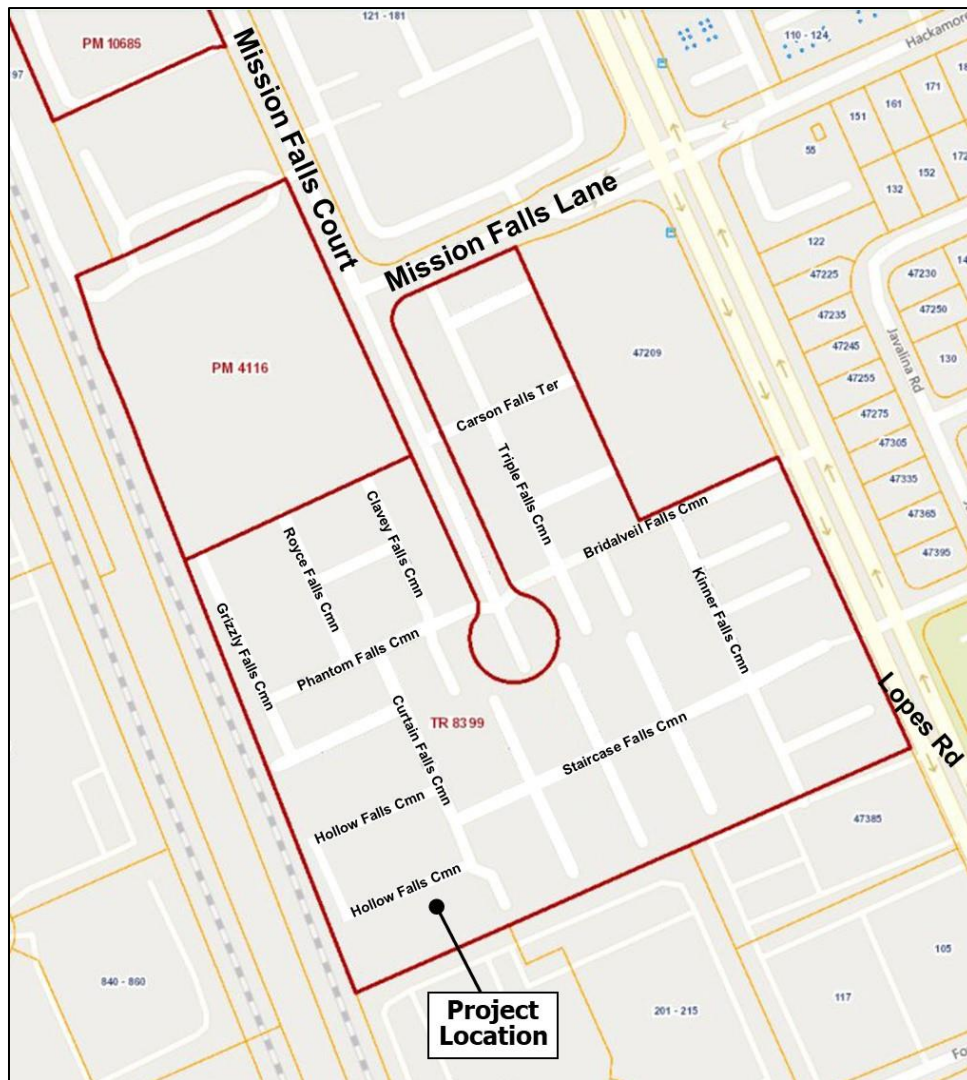 121 - 181
PM 10685
Mission Falls Court
110 - 124
Hackamore
97
171
161
151
55
172
152
132
Mission Falls Lane
122
47225
47230
47235
47250
47245
Javalina Rd
130
47209
PM 4116
47255
Carson Falls Ter
47275
47305
Triple Falls Cmn
47335
Clavey Falls Cmn
Royce Falls Cmn
Bridalveil Falls Cmn
47365
47395
Grizzly Falls Cmn
Kinner Falls Cmn
Phantom Falls Cmn
Curtain Falls Cmn
TR 8399
Lopes Rd
Staircase Falls Cmn
Hollow Falls Cmn
47385
Hollow Falls Cmn
105
840 - 860
117
201 - 215
Project
Location